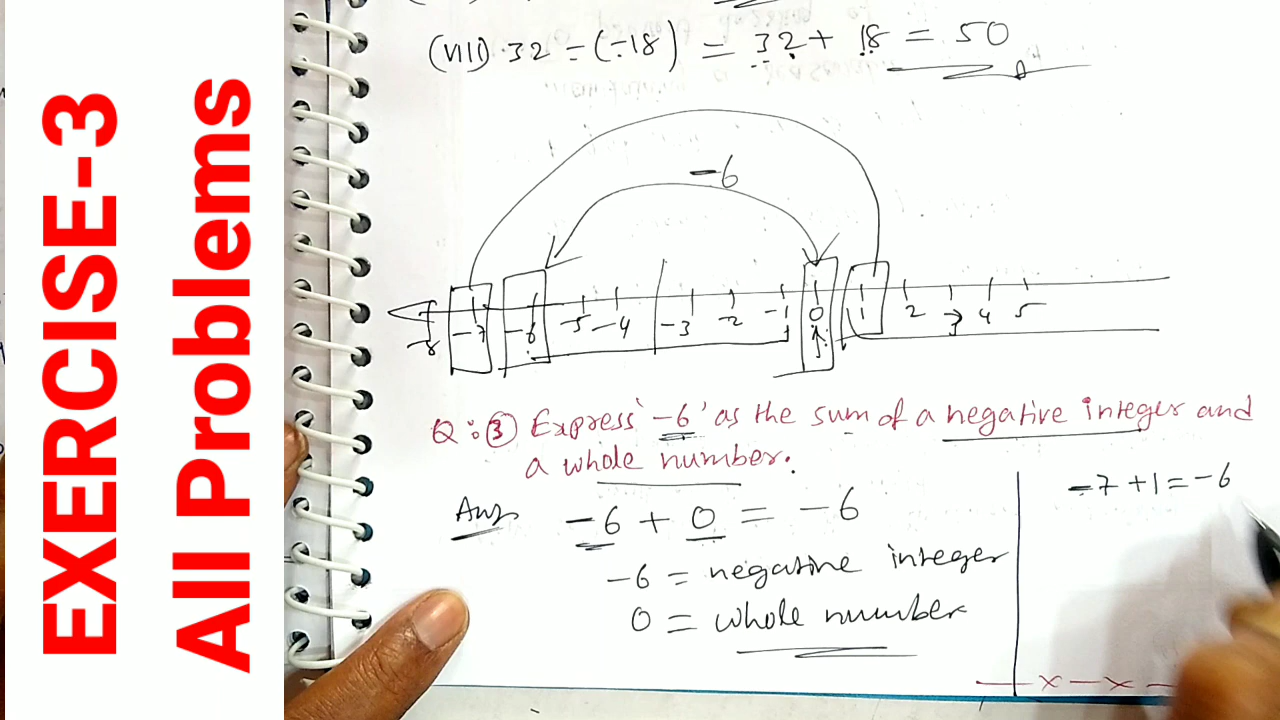 EXERCISE-3
All Problems
(VIII) 32 - (-18) = 32 + 18 = 50
-6
-8 -7 -6 -5 -4 -3 -2 -1 0 1 2 3 4 5
Q:③ Express '-6' as the sum of a negative integer and
a whole number.
Ans -6 + 0 = -6
-6 = negative integer
0 = whole number
-7 + 1 = -6